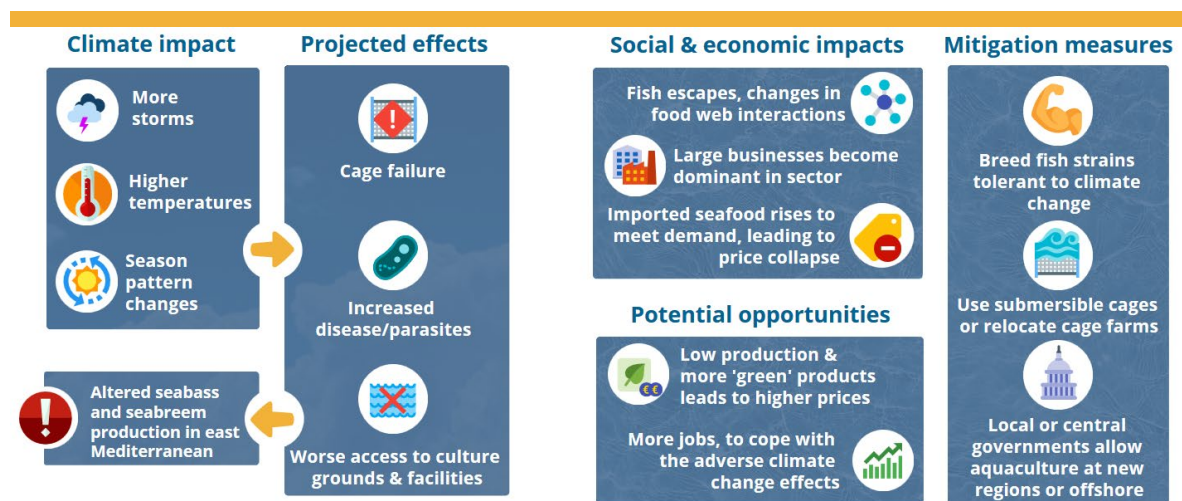 Climate impact
More
storms
Higher
temperatures
Season
pattern
changes
Altered seabass
and seabreem
production in east
Mediterranean
Projected effects
Cage failure
Increased
disease/parasites
Worse access to culture
grounds & facilities
Social & economic impacts
Fish escapes, changes in
food web interactions
Large businesses become
dominant in sector
Imported seafood rises to
meet demand, leading to
price collapse
Potential opportunities
Low production &
more 'green' products
leads to higher prices
More jobs, to cope with
the adverse climate
change effects
Mitigation measures
Breed fish strains
tolerant to climate
change
Use submersible cages
or relocate cage farms
Local or central
governments allow
aquaculture at new
regions or offshore